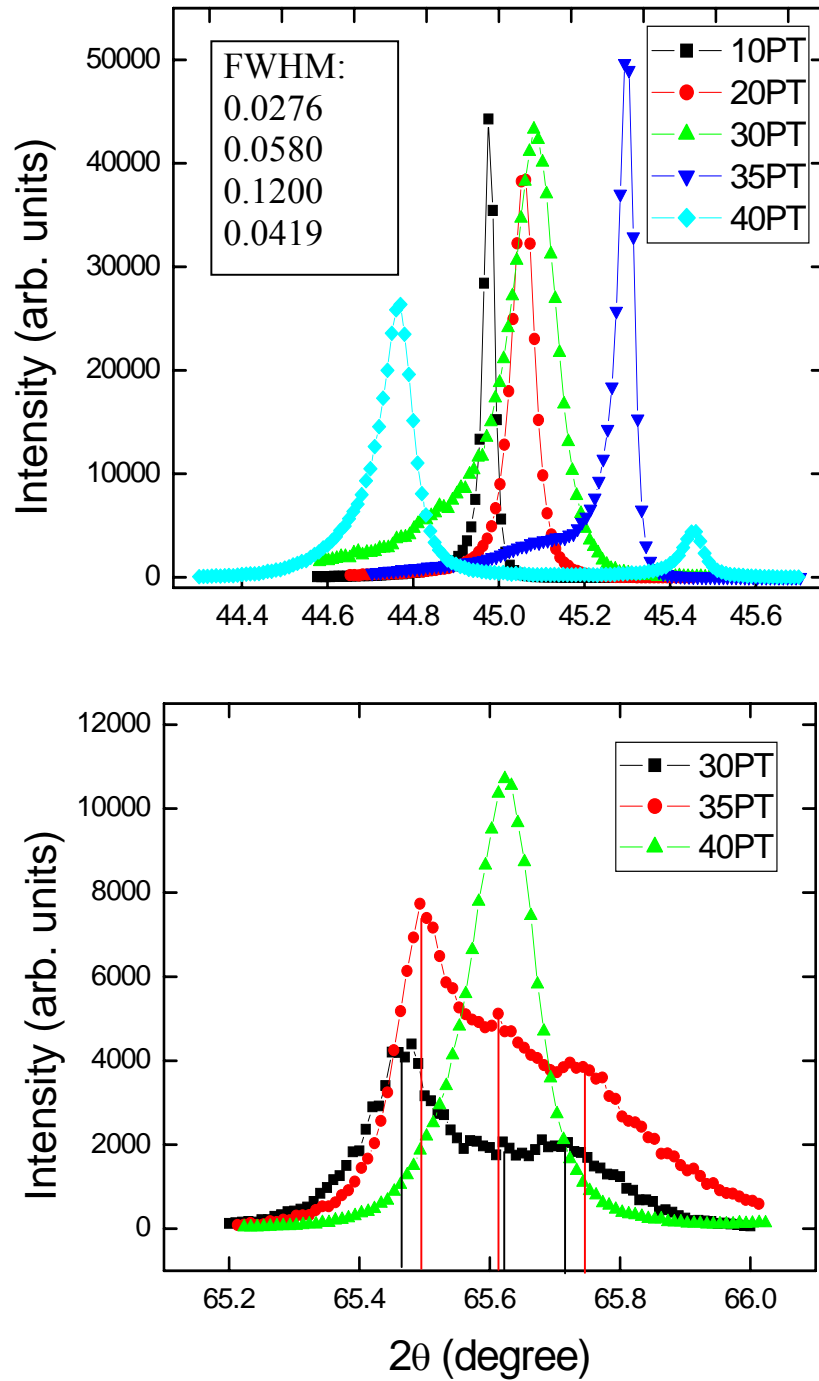 FWHM:
0.0276
0.0580
0.1200
0.0419
10PT
20PT
30PT
35PT
40PT
Intensity (arb. units)
50000
40000
30000
20000
10000
0
44.4 44.6 44.8 45.0 45.2 45.4 45.6
30PT
35PT
40PT
Intensity (arb. units)
12000
10000
8000
6000
4000
2000
0
65.2 65.4 65.6 65.8 66.0
2θ (degree)